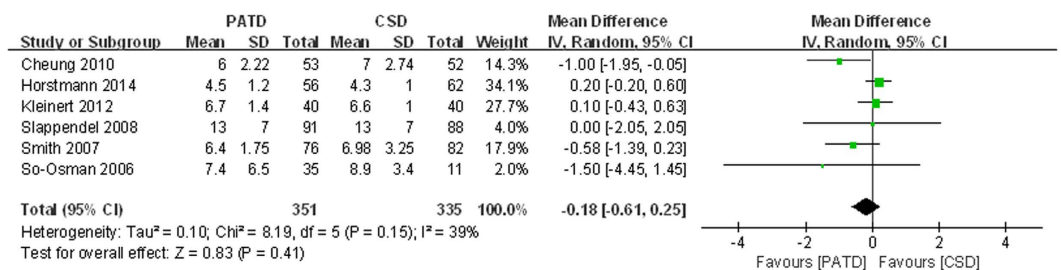 PATD CSD Mean Difference Mean Difference
Study or Subgroup Mean SD Total Mean SD Total Weight IV, Random, 95% CI IV, Random, 95% CI
Cheung 2010 6 2.22 53 7 2.74 52 14.3% -1.00 [-1.95, -0.05]
Horstmann 2014 4.5 1.2 56 4.3 1 62 34.1% 0.20 [-0.20, 0.60]
Kleinert 2012 6.7 1.4 40 6.6 1 40 27.7% 0.10 [-0.43, 0.63]
Slappendel 2008 13 7 91 13 7 88 4.0% 0.00 [-2.05, 2.05]
Smith 2007 6.4 1.75 76 6.98 3.25 82 17.9% -0.58 [-1.39, 0.23]
So-Osman 2006 7.4 6.5 35 8.9 3.4 11 2.0% -1.50 [-4.45, 1.45]
Total (95% CI) 351 335 100.0% -0.18 [-0.61, 0.25]
Heterogeneity: Tau² = 0.10; Chi² = 8.19, df = 5 (P = 0.15); I² = 39%
Test for overall effect: Z = 0.83 (P = 0.41)
-4 -2 0 2 4
Favours [PATD] Favours [CSD]